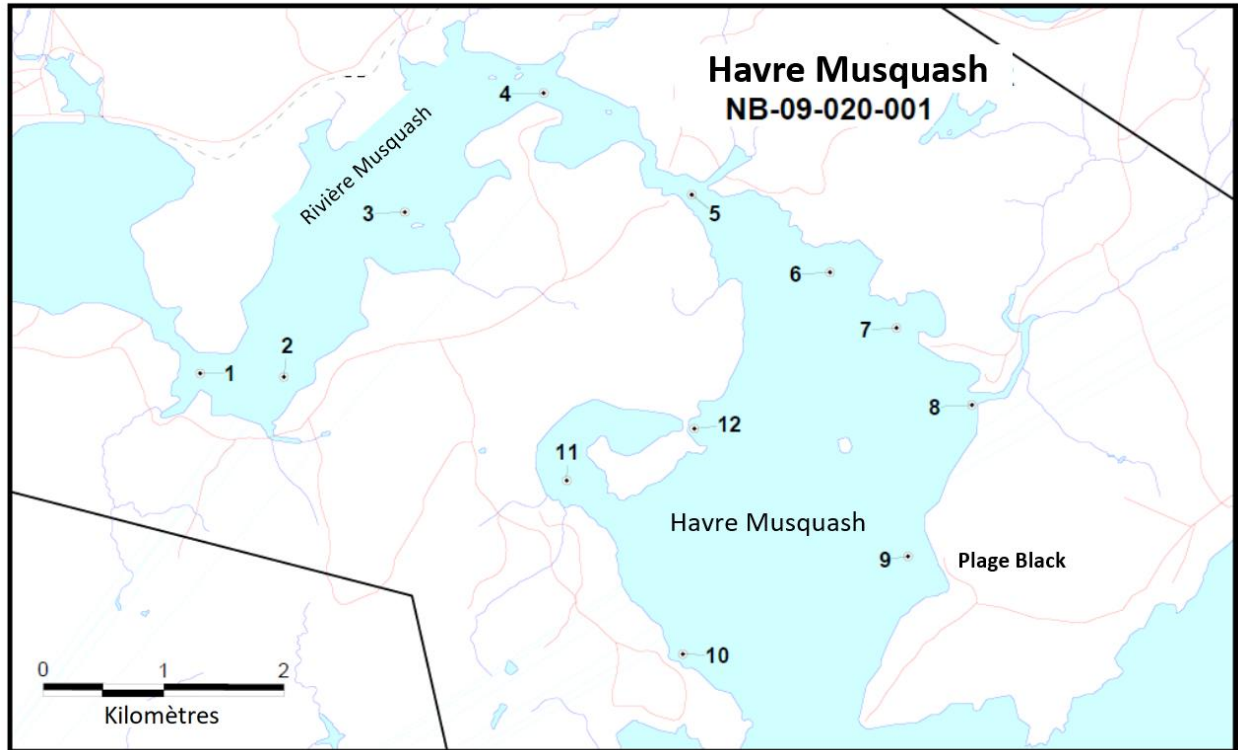 Havre Musquash
NB-09-020-001
4
Rivière Musquash
3
5
6
7
2
1
8
12
11
Havre Musquash
9
Plage Black
10
0 1 2
Kilomètres